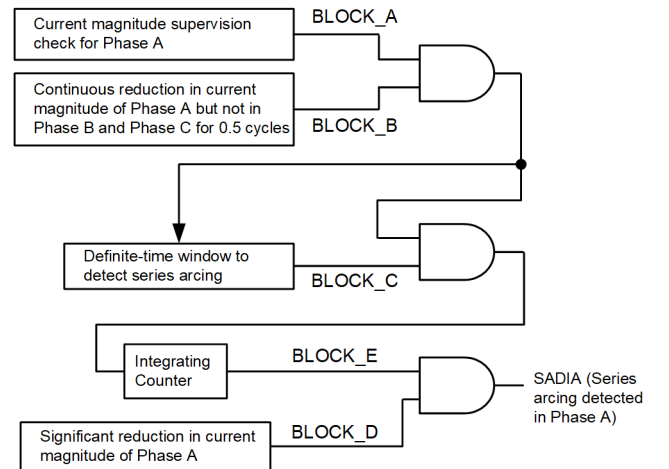 Current magnitude supervision
check for Phase A
BLOCK_A
Continuous reduction in current
magnitude of Phase A but not in
Phase B and Phase C for 0.5 cycles
BLOCK_B
Definite-time window to
detect series arcing
BLOCK_C
Integrating
Counter
BLOCK_E
SADIA (Series
arcing detected
in Phase A)
Significant reduction in current
magnitude of Phase A
BLOCK_D